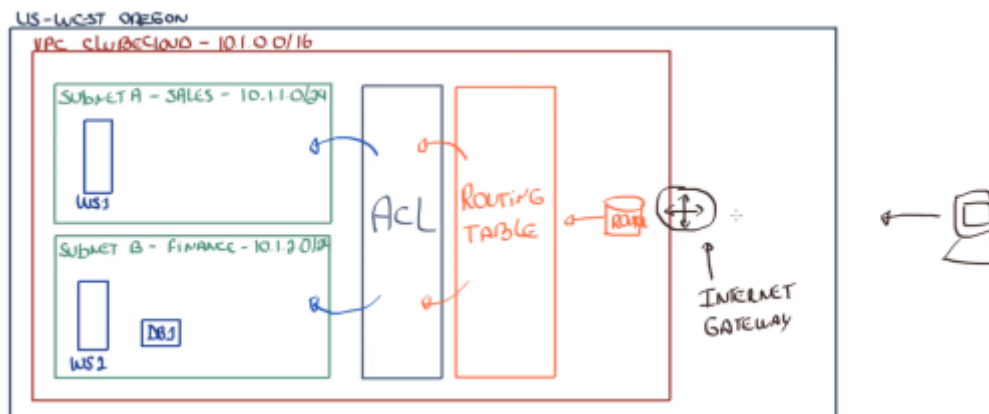 US-WEST OREGON
VPC CLUBECLOUD - 10.1.0.0/16
SUBNET A - SALES - 10.1.1.0/24
WS1
SUBNET B - FINANCE - 10.1.2.0/24
WS2
DB1
ACL
ROUTING
TABLE
INTERNET
GATEWAY